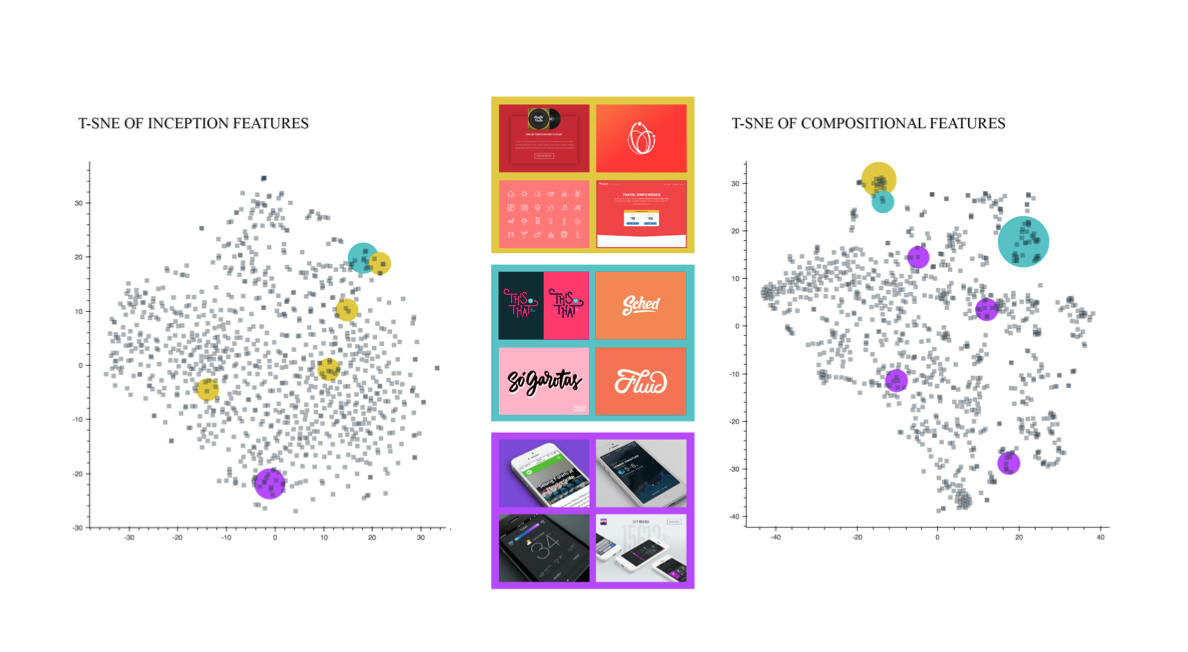 T-SNE OF INCEPTION FEATURES
30
20
10
0
-10
-20
-30
-30
-20
-10
0
10
20
30
TRAVEL EMPOWERED
THIS
THAT
THIS
THAT
Sched
SóGarotas
Fluid
34
T-SNE OF COMPOSITIONAL FEATURES
30
20
10
0
-10
-20
-30
-40
-40
-20
0
20
40